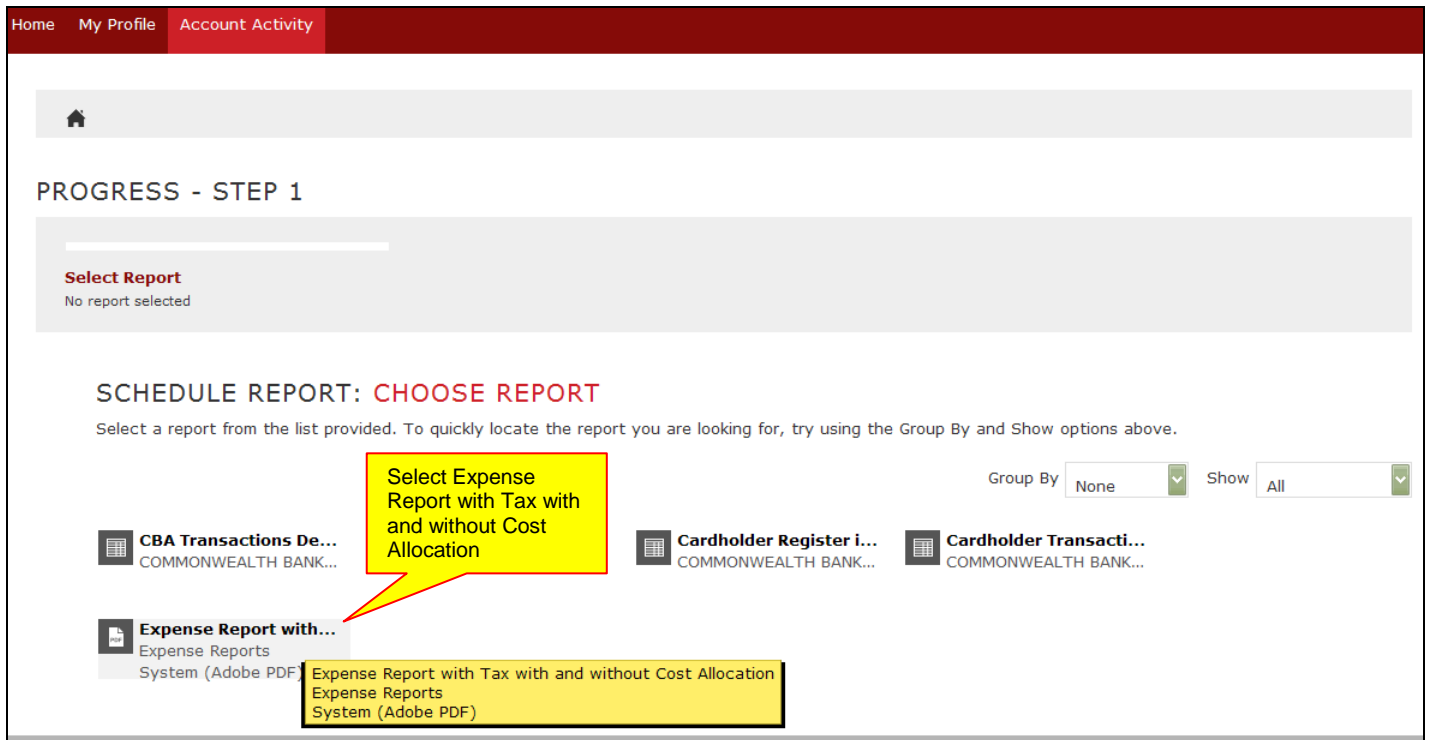 Home My Profile Account Activity
PROGRESS - STEP 1
Select Report
No report selected
SCHEDULE REPORT: CHOOSE REPORT
Select a report from the list provided. To quickly locate the report you are looking for, try using the Group By and Show options above.
Group By None Show All
Select Expense
Report with Tax with
and without Cost
Allocation
CBA Transactions De...
COMMONWEALTH BANK...
Cardholder Register i...
COMMONWEALTH BANK...
Cardholder Transacti...
COMMONWEALTH BANK...
PDF
Expense Report with...
Expense Reports
System (Adobe PDF)
Expense Report with Tax with and without Cost Allocation
Expense Reports
System (Adobe PDF)